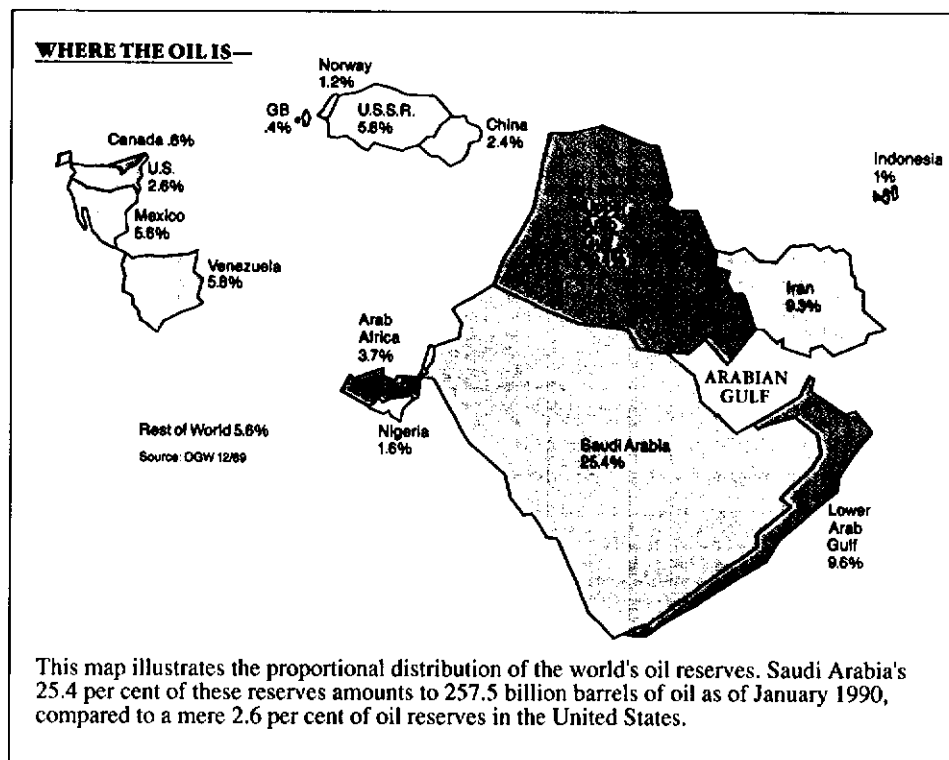 WHERE THE OIL IS—
Norway
1.2%
GB
.4%
U.S.S.R.
5.8%
China
2.4%
Canada .6%
U.S.
2.6%
Mexico
5.6%
Venezuela
5.8%
Indonesia
1%
Iran
9.3%
Arab
Africa
3.7%
ARABIAN
GULF
Rest of World 5.6%
Source: OGW 12/89
Nigeria
1.6%
Saudi Arabia
25.4%
Lower
Arab
Gulf
9.6%
This map illustrates the proportional distribution of the world's oil reserves. Saudi Arabia's
25.4 per cent of these reserves amounts to 257.5 billion barrels of oil as of January 1990,
compared to a mere 2.6 per cent of oil reserves in the United States.